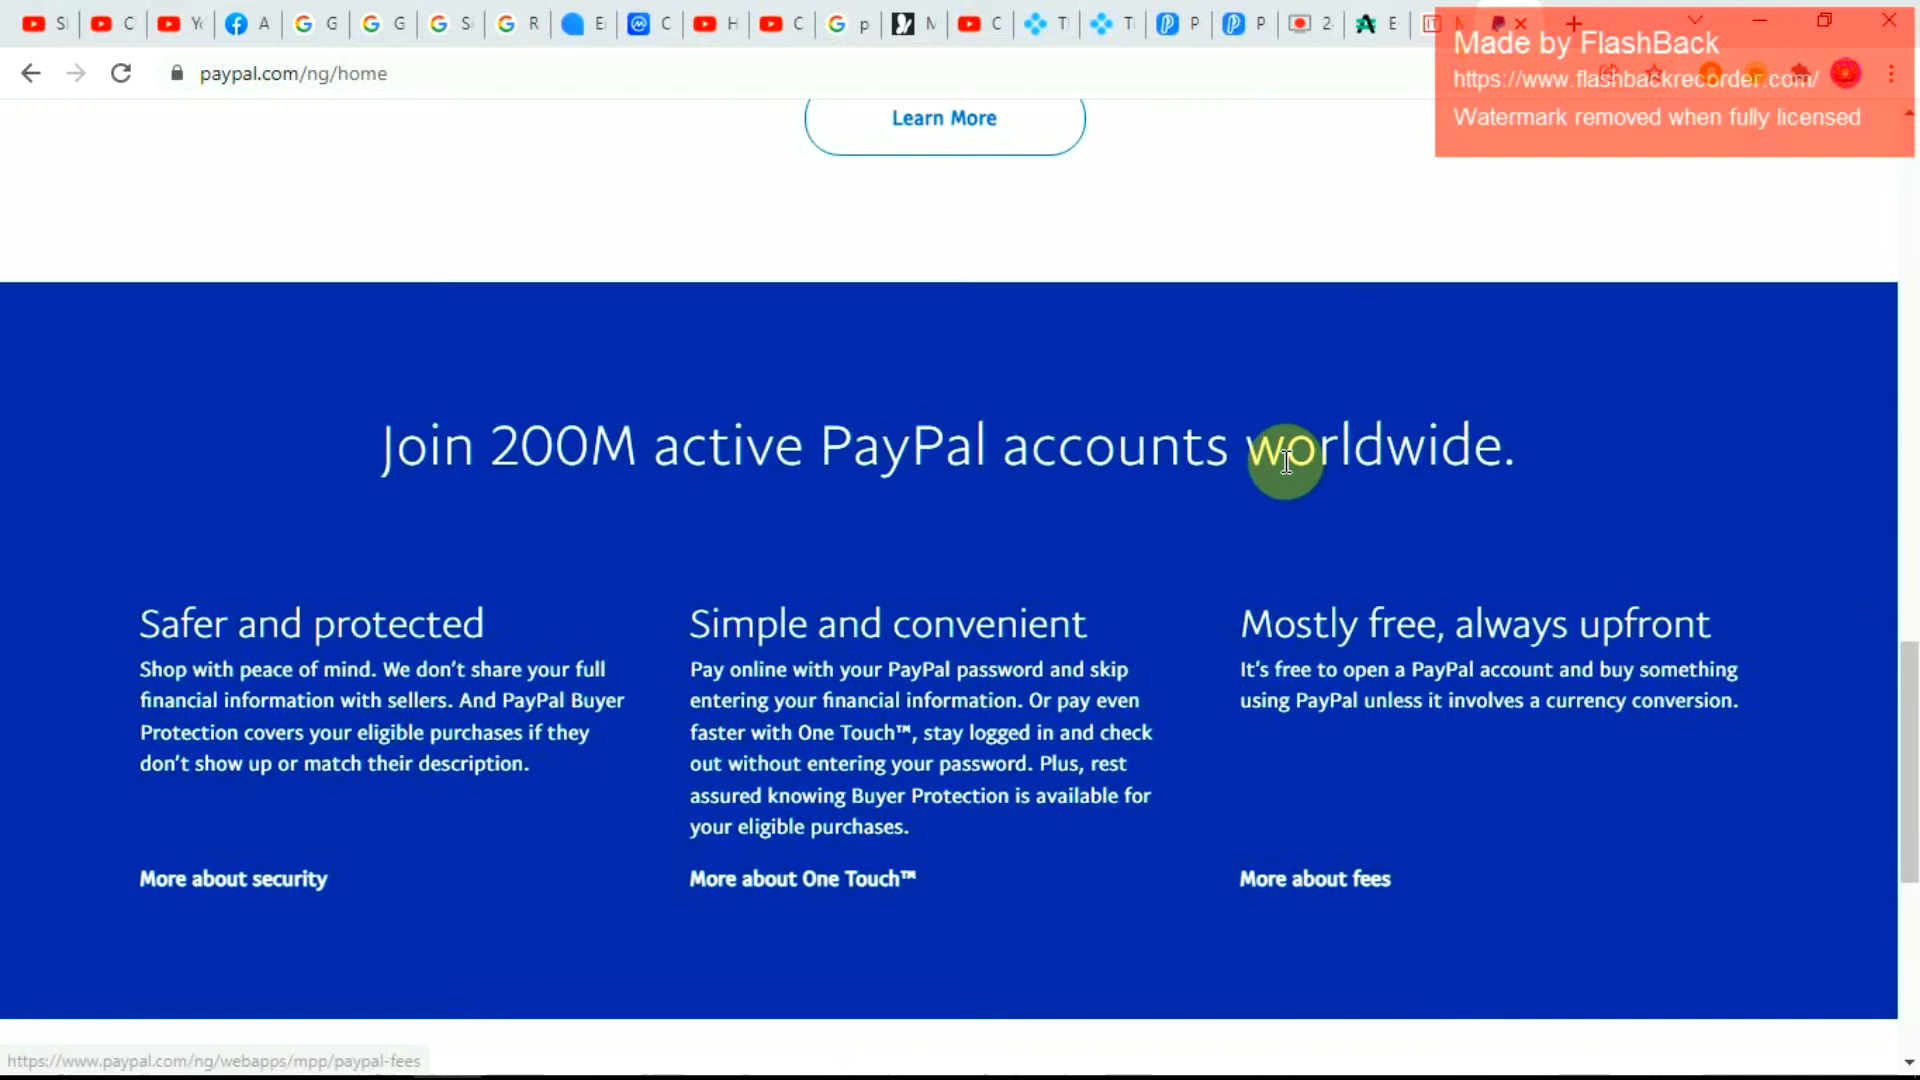 S
C
Yo
A
G
G
S
R
E
C
H
C
p
M
C
T
T
P
P
2
E
Made by FlashBack
https://www.flashbackrecorder.com/
Watermark removed when fully licensed
paypal.com/ng/home
Learn More
Join 200M active PayPal accounts worldwide.
Safer and protected
Shop with peace of mind. We don't share your full
financial information with sellers. And PayPal Buyer
Protection covers your eligible purchases if they
don't show up or match their description.
More about security
Simple and convenient
Pay online with your PayPal password and skip
entering your financial information. Or pay even
faster with One Touch™, stay logged in and check
out without entering your password. Plus, rest
assured knowing Buyer Protection is available for
your eligible purchases.
More about One Touch™
Mostly free, always upfront
It's free to open a PayPal account and buy something
using PayPal unless it involves a currency conversion.
More about fees
https://www.paypal.com/ng/webapps/mpp/paypal-fees